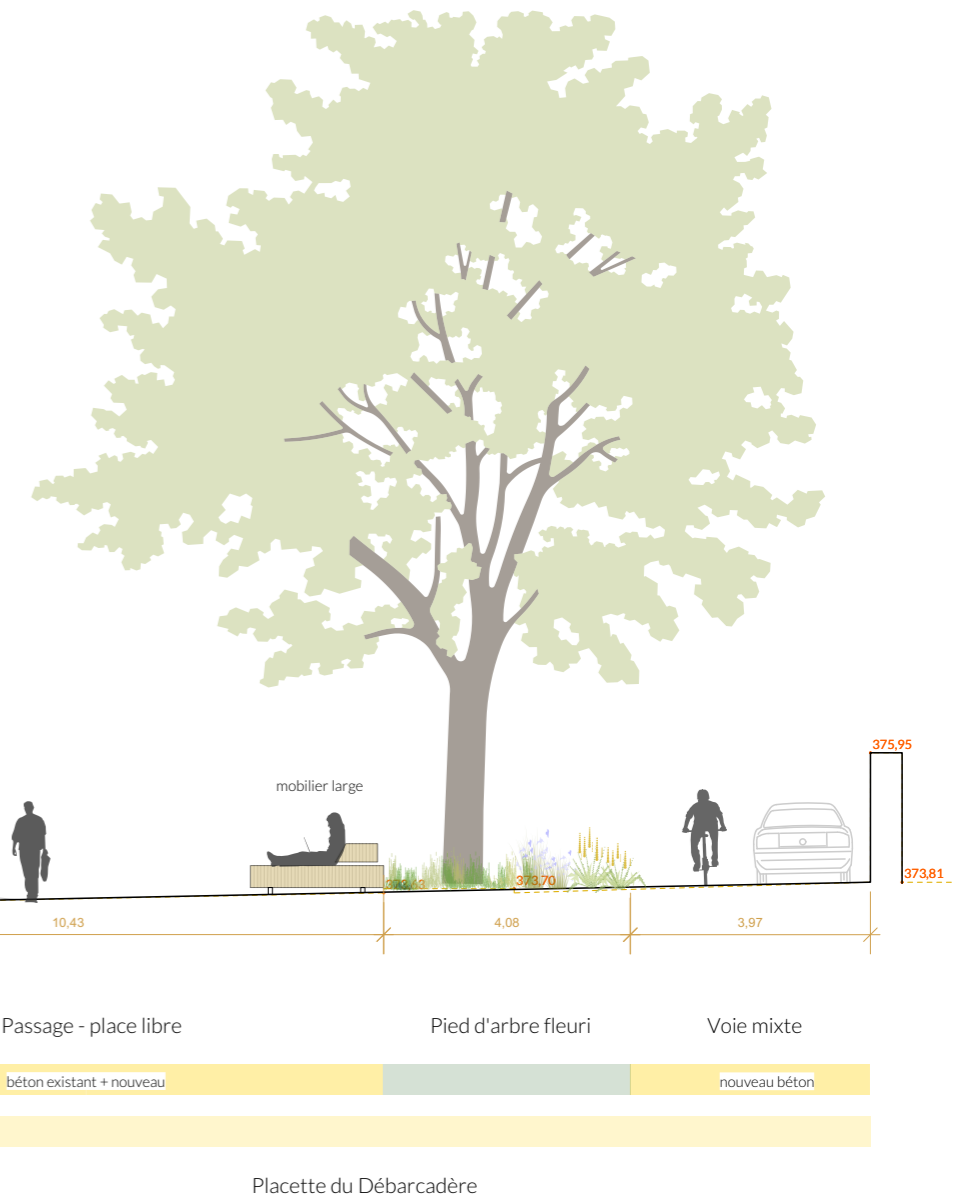 375,95
mobilier large
373,70
373,81
10,43
4,08
3,97
Passage - place libre
Pied d'arbre fleuri
Voie mixte
béton existant + nouveau
nouveau béton
Placette du Débarcadère